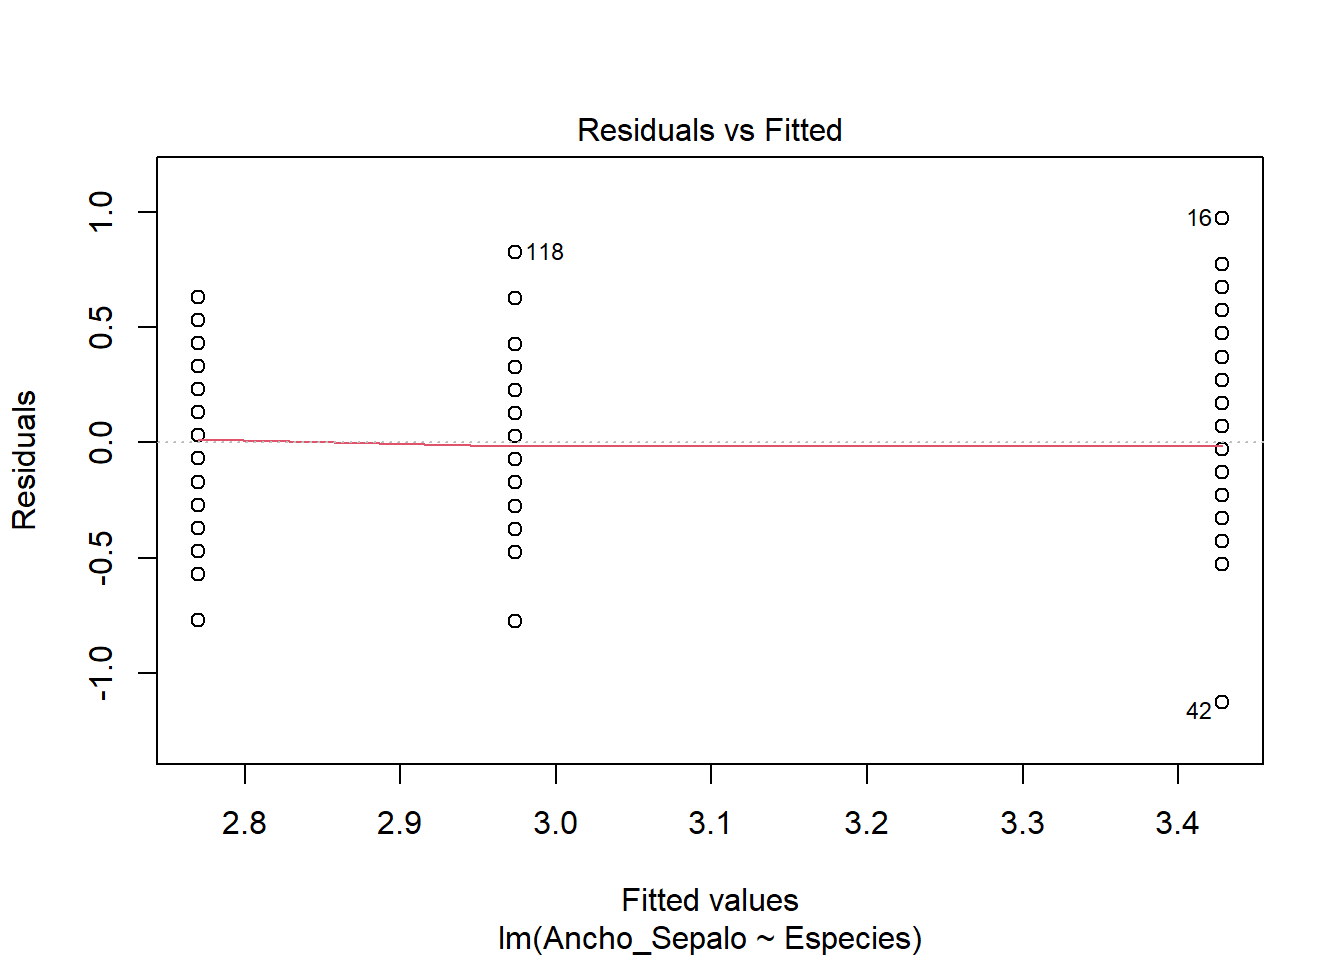 Residuals vs Fitted
1.0
0.5
0.0
-0.5
-1.0
Residuals
16
118
42
2.8 2.9 3.0 3.1 3.2 3.3 3.4
Fitted values
lm(Ancho_Sepalo ~ Especies)